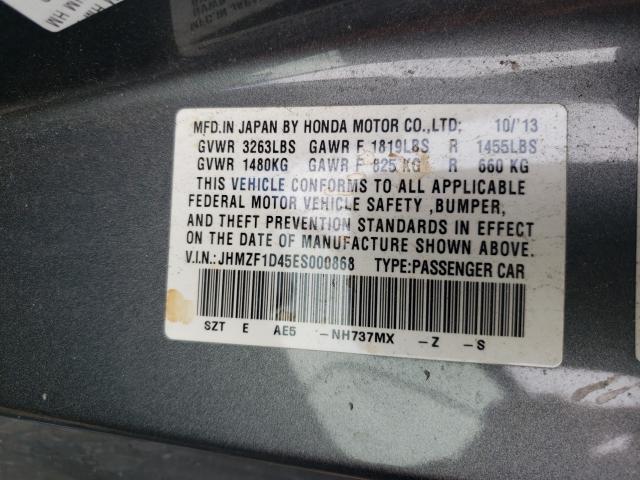 MFD.IN JAPAN BY HONDA MOTOR CO.,LTD; 10/'13
GVWR 3263LBS GAWR F 1819LBS R 1455LBS
GVWR 1480KG GAWR F 825 KG R 660 KG
THIS VEHICLE CONFORMS TO ALL APPLICABLE
FEDERAL MOTOR VEHICLE SAFETY ,BUMPER,
AND THEFT PREVENTION STANDARDS IN EFFECT
ON THE DATE OF MANUFACTURE SHOWN ABOVE.
V.I.N.:JHMZF1D45ES000868 TYPE:PASSENGER CAR
SZT E AE5 -NH737MX -Z -S